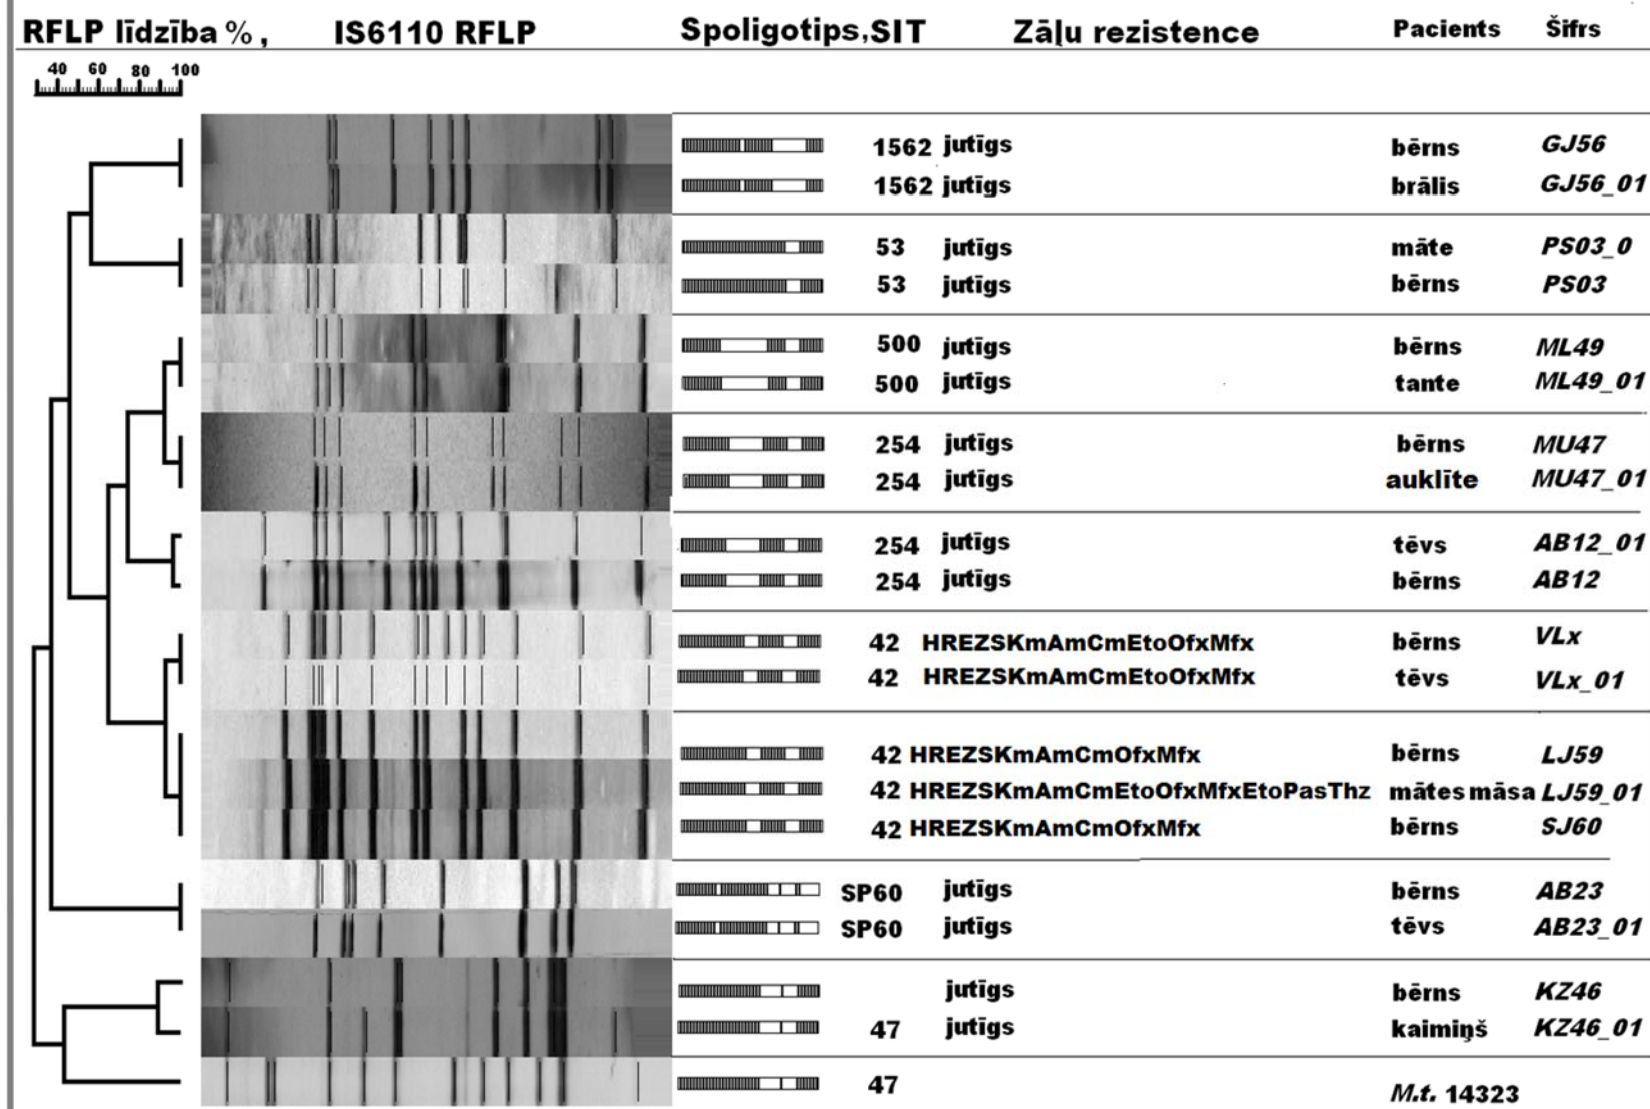 RFLP līdzība %, IS6110 RFLP Spoligotips,SIT Zāļu rezistence Pacients Šifrs
40 60 80 100
1562 jutīgs bērns GJ56
1562 jutīgs brālis GJ56_01
53 jutīgs māte PS03_0
53 jutīgs bērns PS03
500 jutīgs bērns ML49
500 jutīgs tante ML49_01
254 jutīgs bērns MU47
254 jutīgs auklīte MU47_01
254 jutīgs tēvs AB12_01
254 jutīgs bērns AB12
42 HREZSKmAmCmEtoOfxMfx bērns VLx
42 HREZSKmAmCmEtoOfxMfx tēvs VLx_01
42 HREZSKmAmCmOfxMfx bērns LJ59
42 HREZSKmAmCmEtoOfxMfxEtoPasThz mātes māsa LJ59_01
42 HREZSKmAmCmOfxMfx bērns SJ60
SP60 jutīgs bērns AB23
SP60 jutīgs tēvs AB23_01
jutīgs bērns KZ46
47 jutīgs kaimiņš KZ46_01
47 M.t. 14323